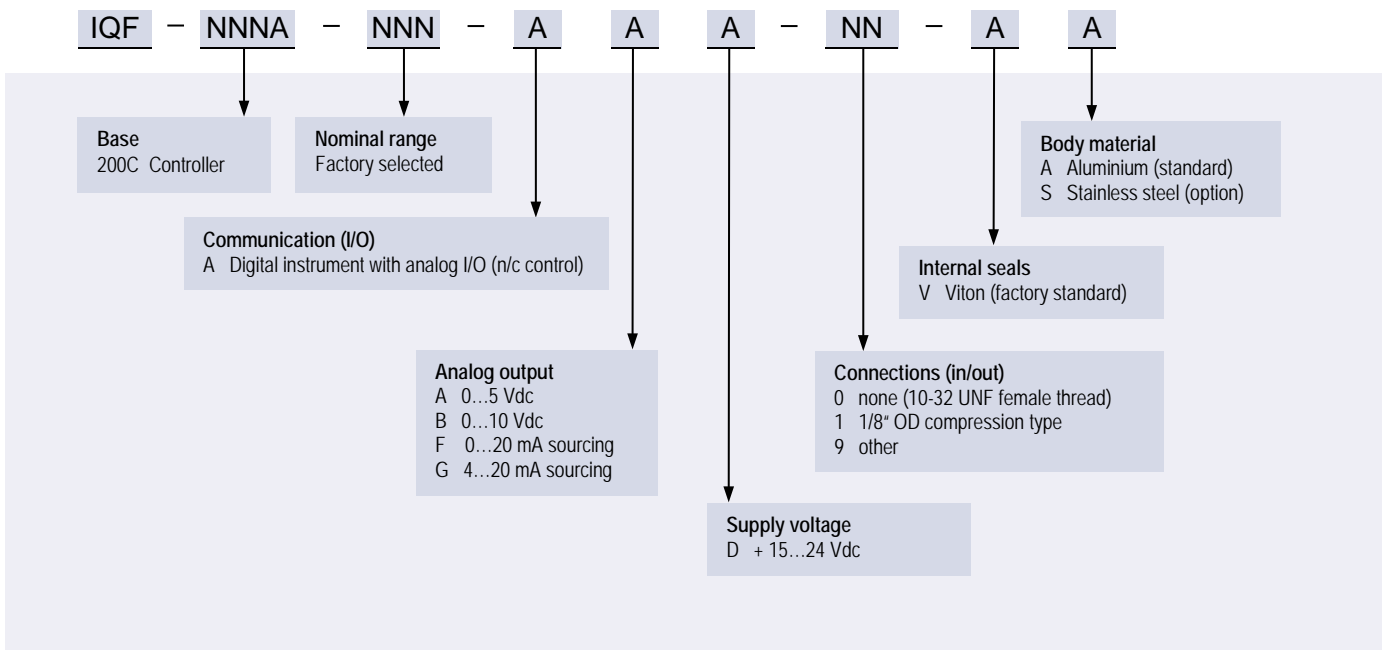 IQF – NNNA – NNN – A A A – NN – A A
Base
200C Controller
Nominal range
Factory selected
Body material
A Aluminium (standard)
S Stainless steel (option)
Communication (I/O)
A Digital instrument with analog I/O (n/c control)
Internal seals
V Viton (factory standard)
Analog output
A 0…5 Vdc
B 0…10 Vdc
F 0…20 mA sourcing
G 4…20 mA sourcing
Connections (in/out)
0 none (10-32 UNF female thread)
1 1/8“ OD compression type
9 other
Supply voltage
D + 15…24 Vdc